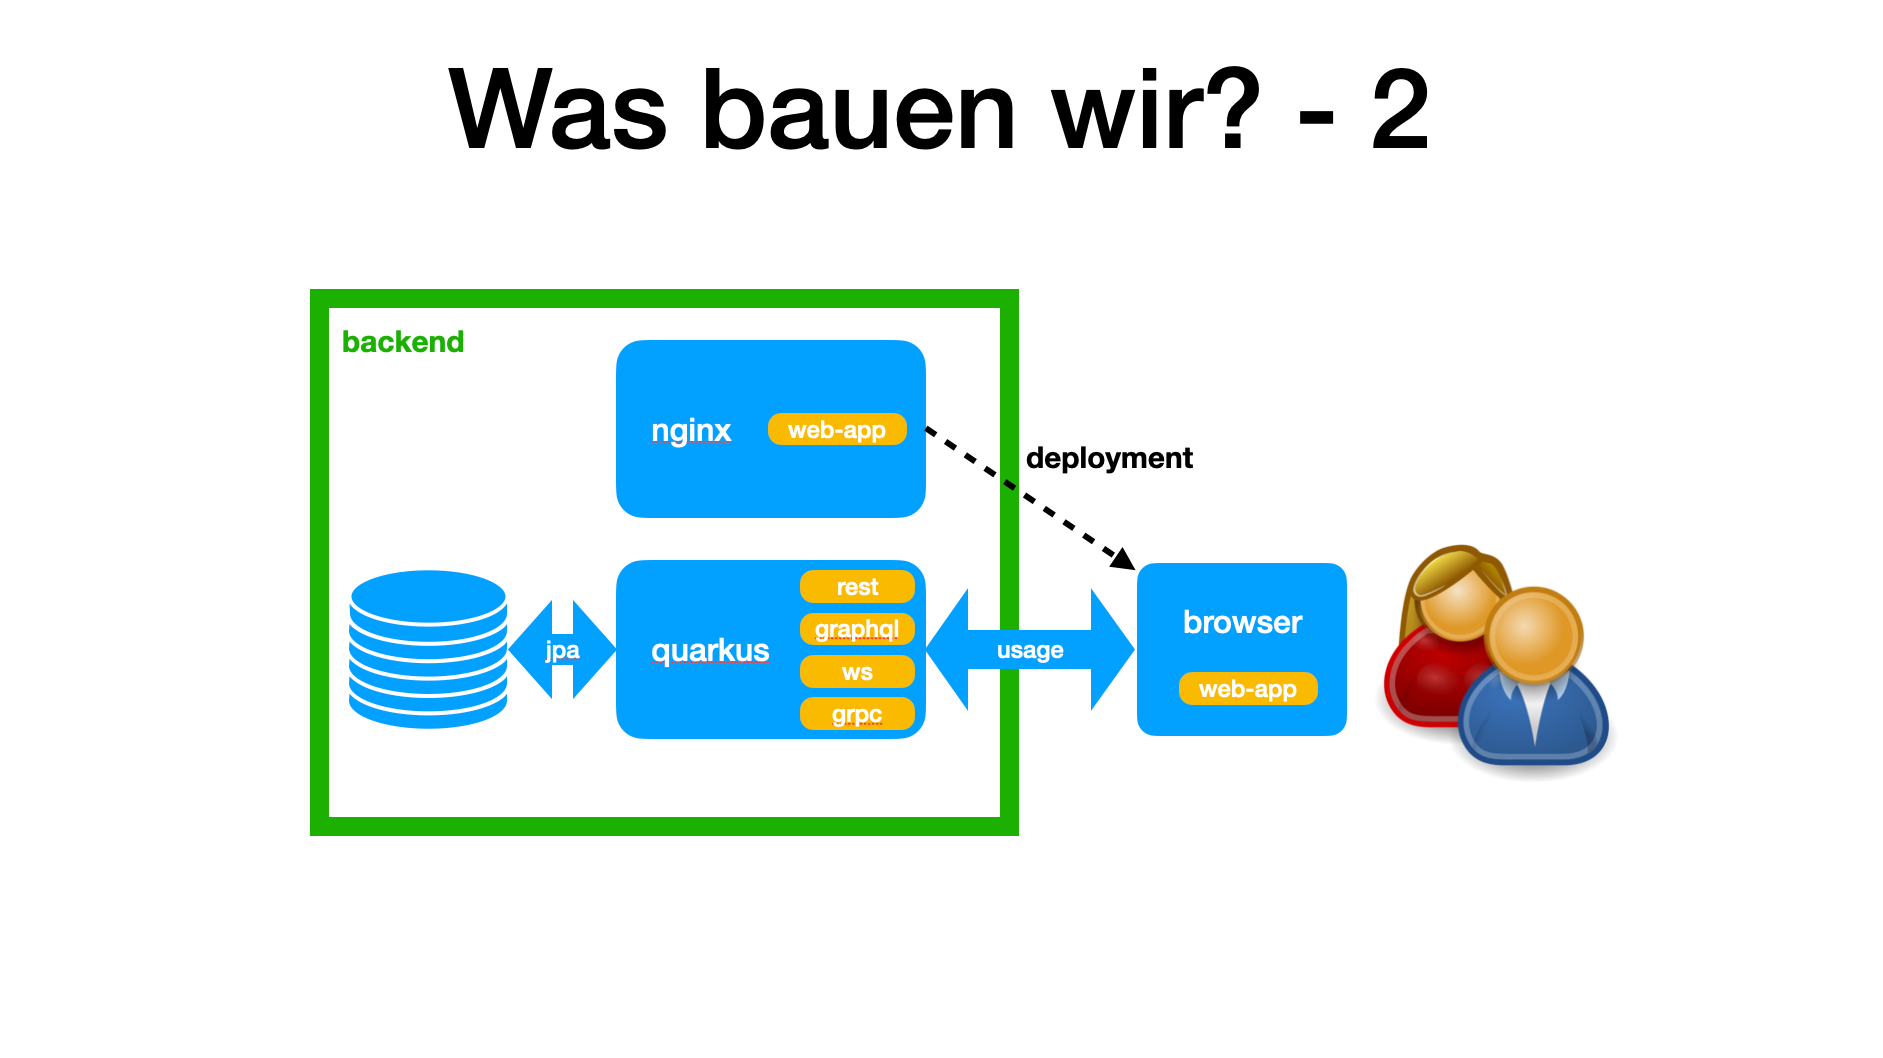 Was bauen wir? - 2
backend
nginx
web-app
deployment
rest
graphql
ws
grpc
quarkus
jpa
usage
browser
web-app